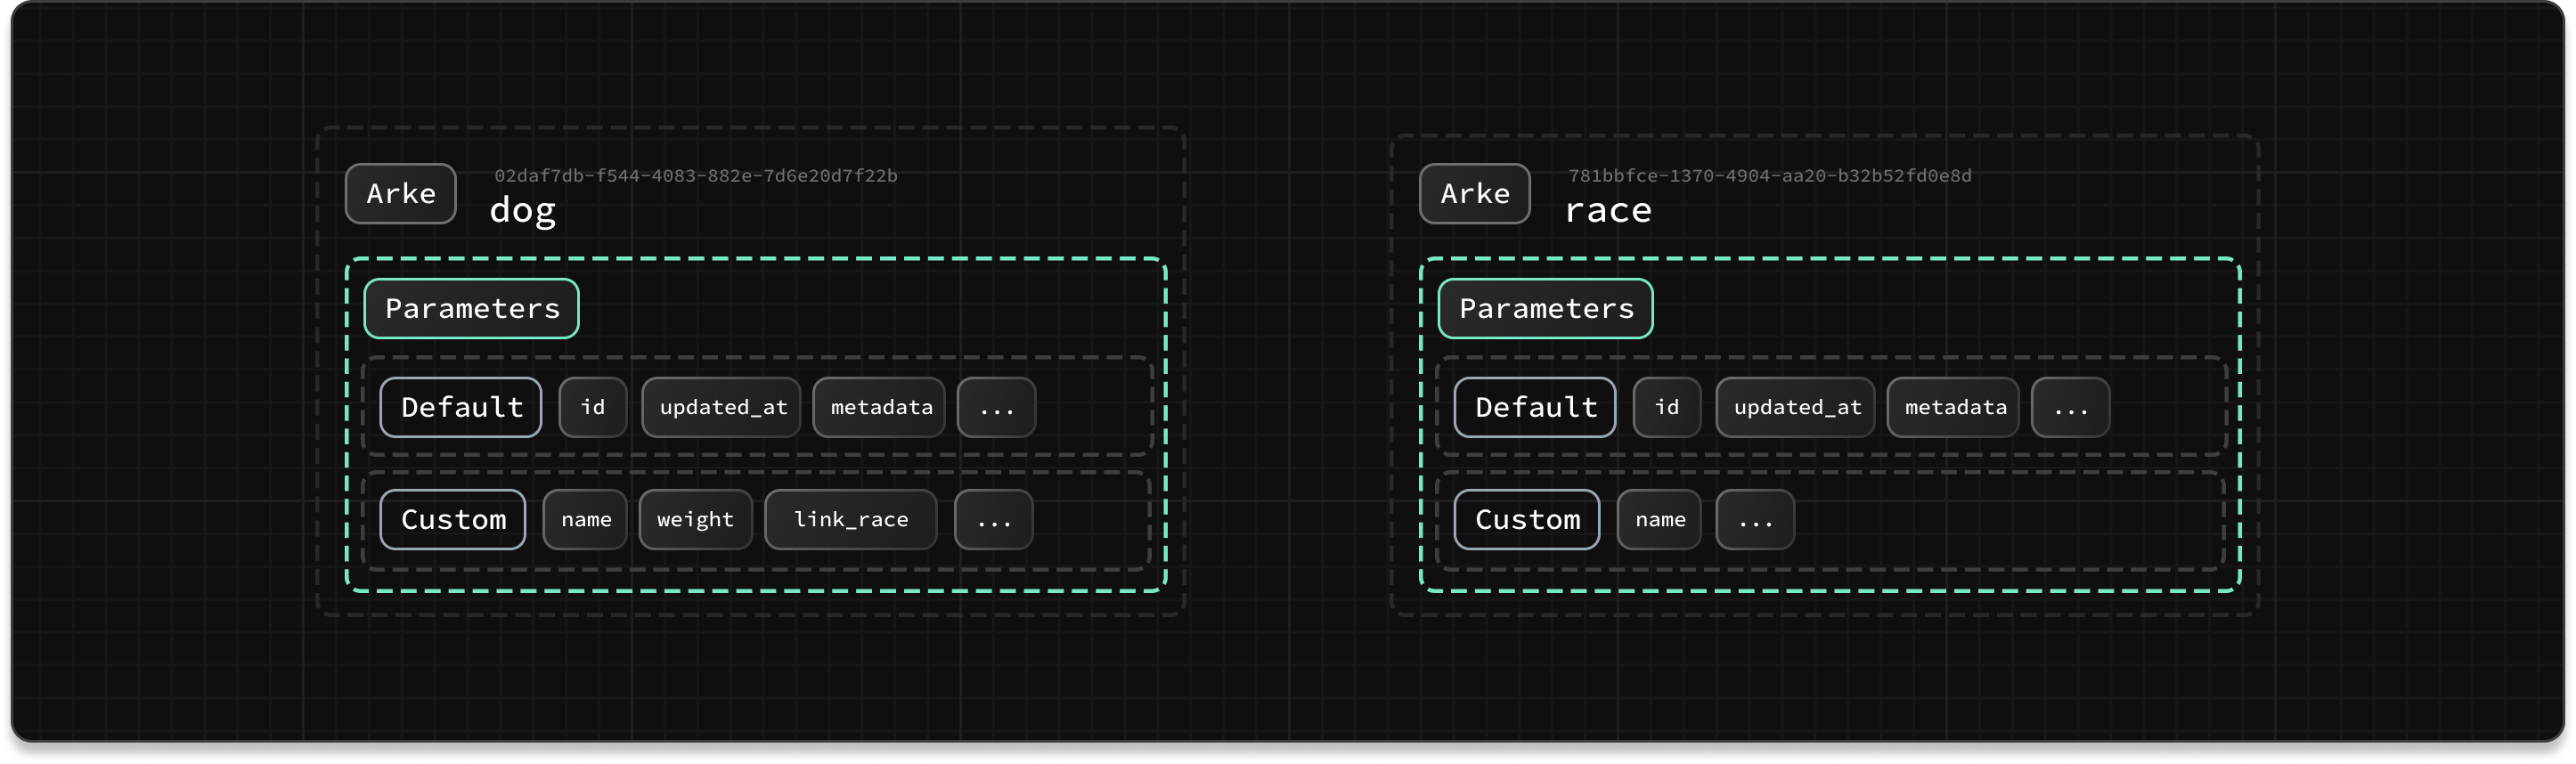 Arke
02daf7db-f544-4083-882e-7d6e20d7f22b
dog
Parameters
Default id updated_at metadata ...
Custom name weight link_race ...
Arke
781bbfce-1370-4904-aa20-b32b52fd0e8d
race
Parameters
Default id updated_at metadata ...
Custom name ...